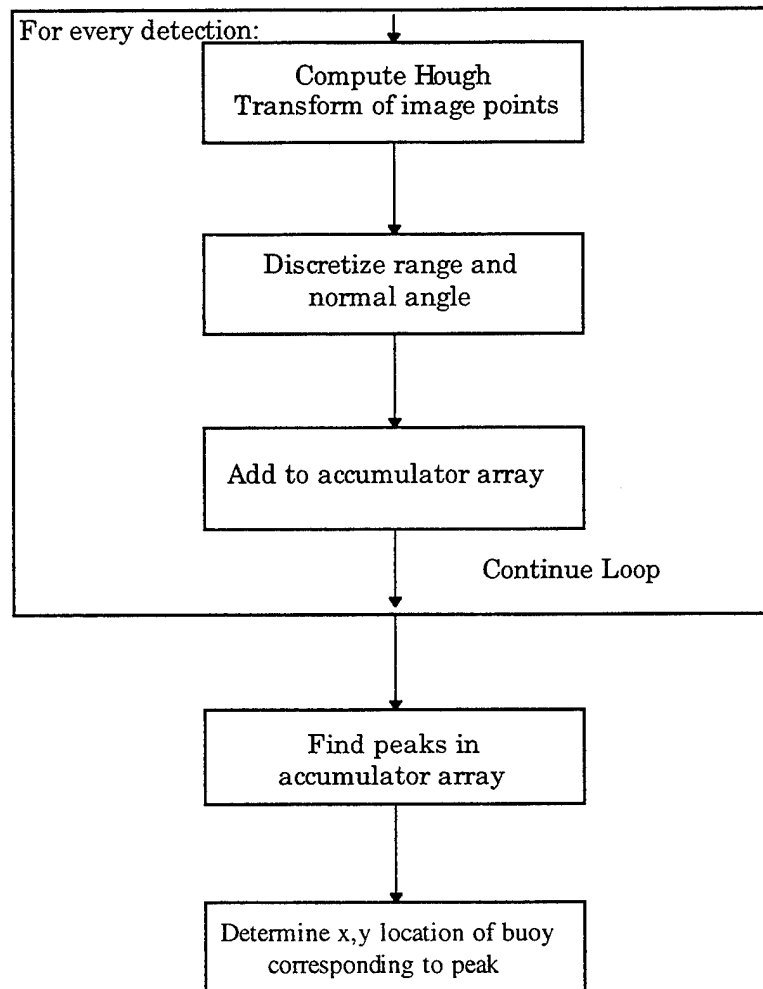 For every detection:
Compute Hough
Transform of image points
Discretize range and
normal angle
Add to accumulator array
Continue Loop
Find peaks in
accumulator array
Determine x,y location of buoy
corresponding to peak